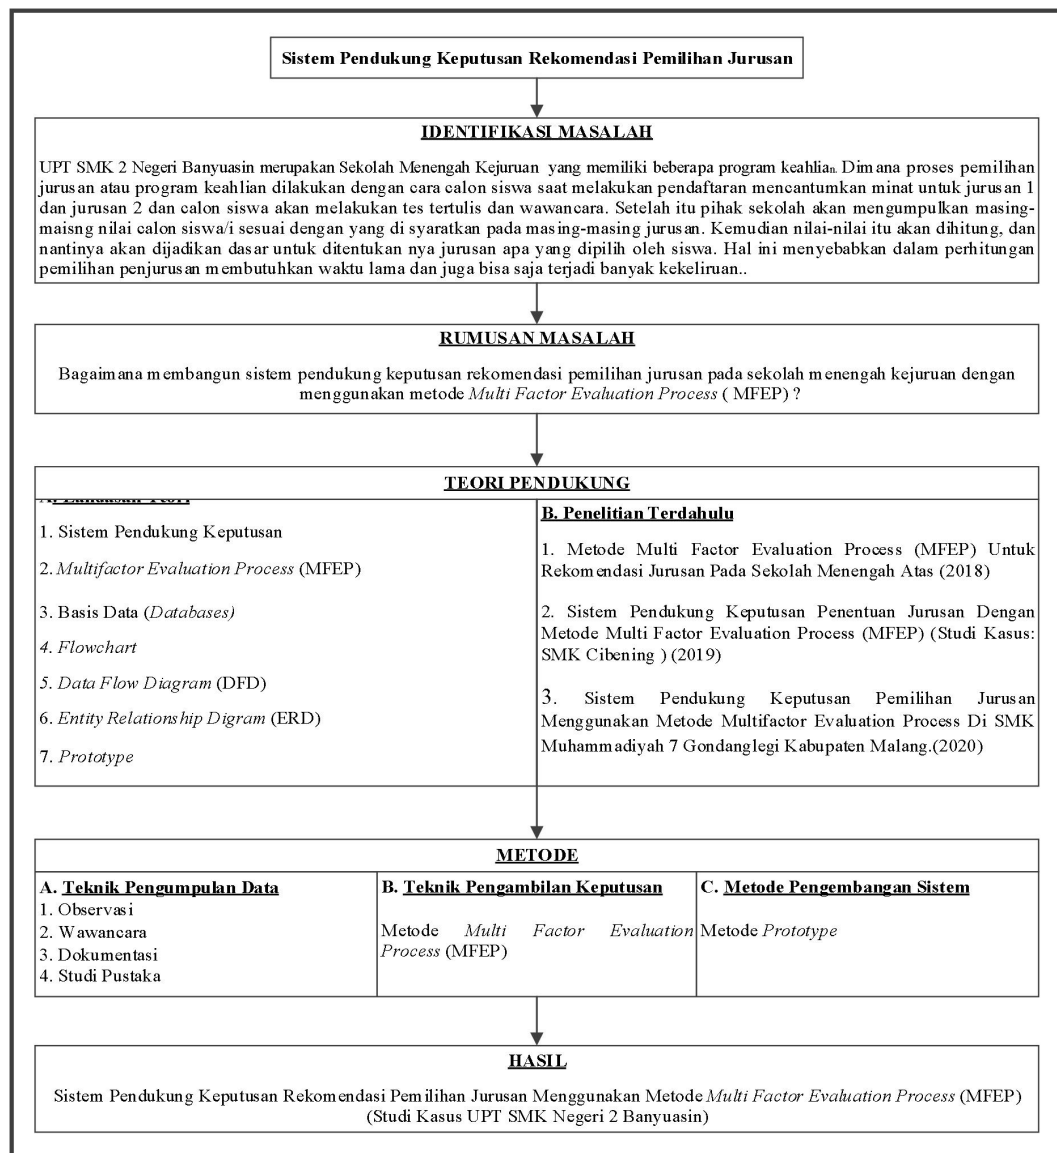 Sistem Pendukung Keputusan Rekomendasi Pemilihan Jurusan
IDENTIFIKASI MASALAH
UPT SMK 2 Negeri Banyuasin merupakan Sekolah Menengah Kejuruan yang memiliki beberapa program keahlian. Dimana proses pemilihan
jurusan atau program keahlian dilakukan dengan cara calon siswa saat melakukan pendaftaran mencantumkan minat untuk jurusan 1
dan jurusan 2 dan calon siswa akan melakukan tes tertulis dan wawancara. Setelah itu pihak sekolah akan mengumpulkan masing-
maisng nilai calon siswa/i sesuai dengan yang di syaratkan pada masing-masing jurusan. Kemudian nilai-nilai itu akan dihitung, dan
nantinya akan dijadikan dasar untuk ditentukan nya jurusan apa yang dipilih oleh siswa. Hal ini menyebabkan dalam perhitungan
pemilihan penjurusan membutuhkan waktu lama dan juga bisa saja terjadi banyak kekeliruan..
RUMUSAN MASALAH
Bagaimana membangun sistem pendukung keputusan rekomendasi pemilihan jurusan pada sekolah menengah kejuruan dengan
menggunakan metode Multi Factor Evaluation Process ( MFEP) ?
TEORI PENDUKUNG
A. Landasan Teori
1. Sistem Pendukung Keputusan
2. Multifactor Evaluation Process (MFEP)
3. Basis Data (Databases)
4. Flowchart
5. Data Flow Diagram (DFD)
6. Entity Relationship Digram (ERD)
7. Prototype
B. Penelitian Terdahulu
1. Metode Multi Factor Evaluation Process (MFEP) Untuk
Rekomendasi Jurusan Pada Sekolah Menengah Atas (2018)
2. Sistem Pendukung Keputusan Penentuan Jurusan Dengan
Metode Multi Factor Evaluation Process (MFEP) (Studi Kasus:
SMK Cibening ) (2019)
3. Sistem Pendukung Keputusan Pemilihan Jurusan
Menggunakan Metode Multifactor Evaluation Process Di SMK
Muhammadiyah 7 Gondanglegi Kabupaten Malang.(2020)
METODE
A. Teknik Pengumpulan Data
1. Observasi
2. Wawancara
3. Dokumentasi
4. Studi Pustaka
B. Teknik Pengambilan Keputusan
Metode Multi Factor Evaluation
Process (MFEP)
C. Metode Pengembangan Sistem
Metode Prototype
HASIL
Sistem Pendukung Keputusan Rekomendasi Pemilihan Jurusan Menggunakan Metode Multi Factor Evaluation Process (MFEP)
(Studi Kasus UPT SMK Negeri 2 Banyuasin)